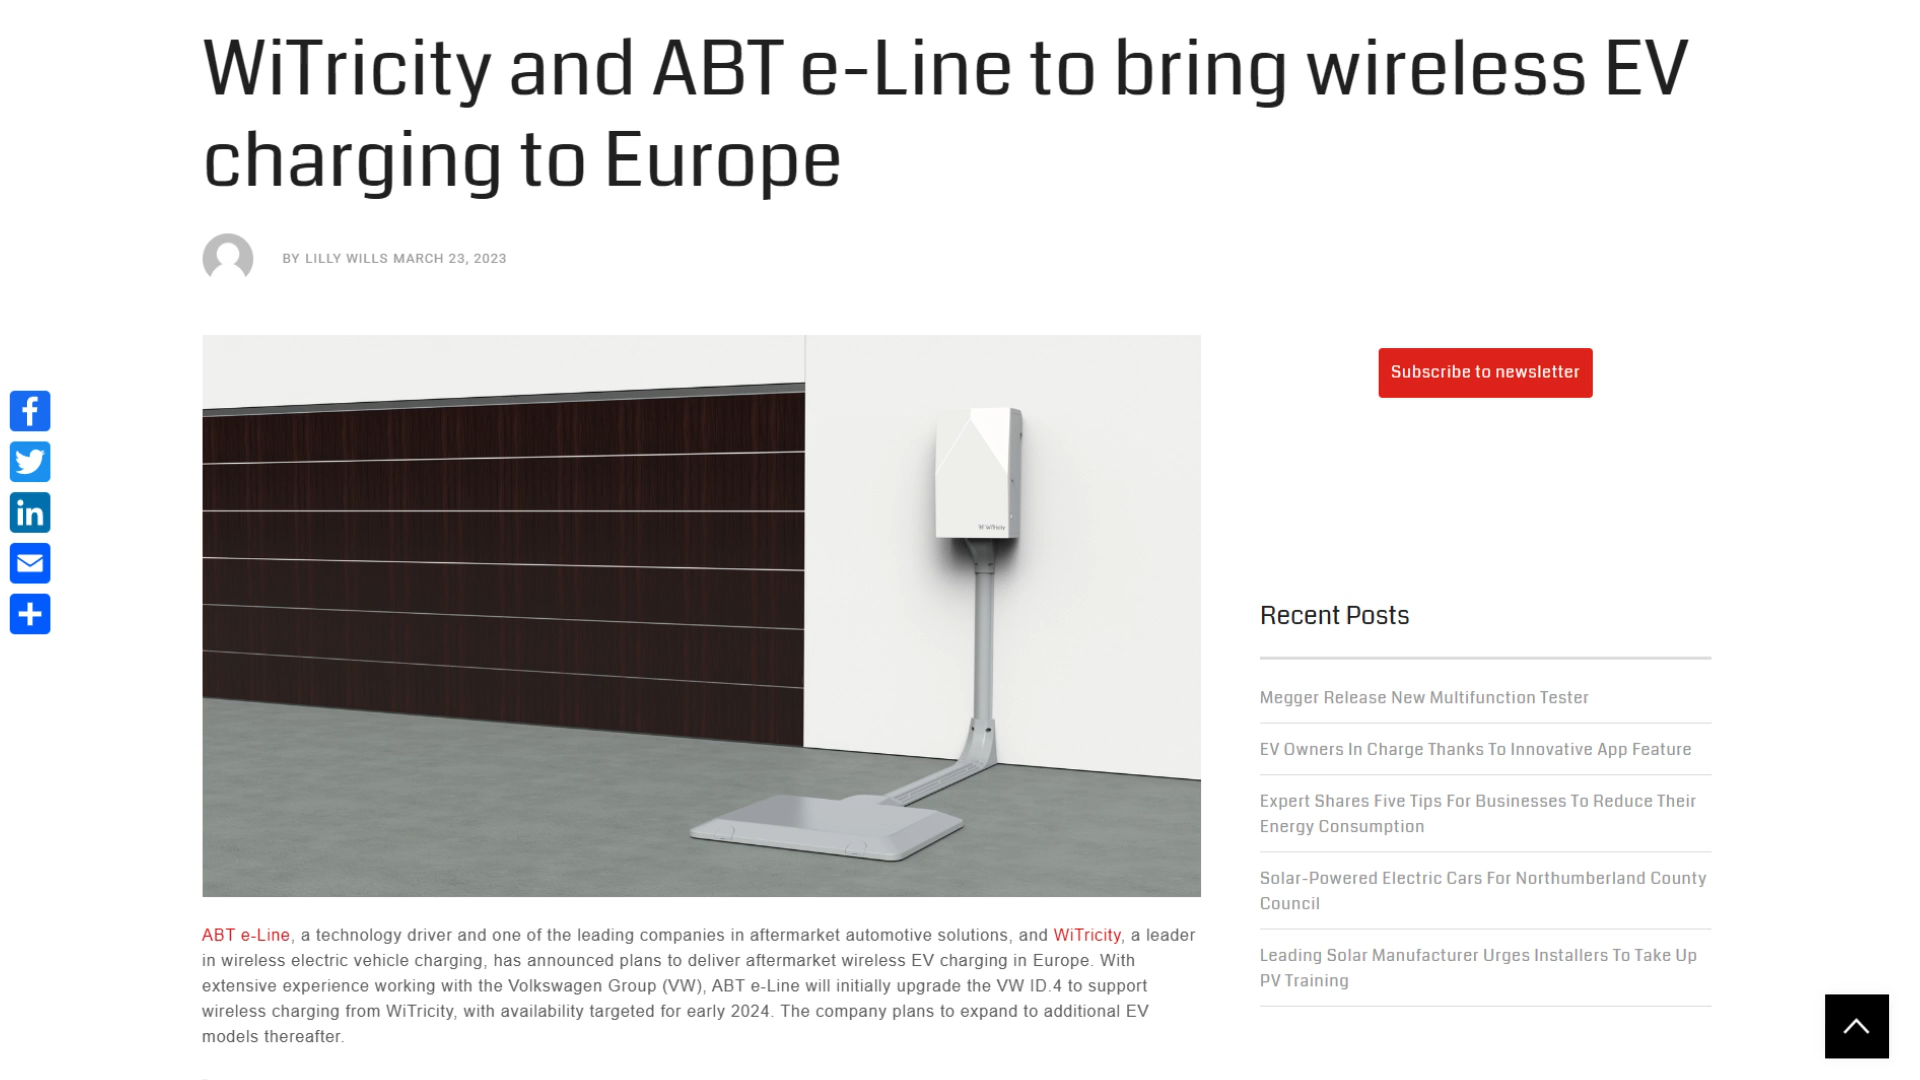 WiTricity and ABT e-Line to bring wireless EV
charging to Europe
BY LILLY WILLS MARCH 23, 2023
Subscribe to newsletter
WiTricity
Recent Posts
Megger Release New Multifunction Tester
EV Owners In Charge Thanks To Innovative App Feature
Expert Shares Five Tips For Businesses To Reduce Their
Energy Consumption
Solar-Powered Electric Cars For Northumberland County
Council
Leading Solar Manufacturer Urges Installers To Take Up
PV Training
ABT e-Line, a technology driver and one of the leading companies in aftermarket automotive solutions, and WiTricity, a leader
in wireless electric vehicle charging, has announced plans to deliver aftermarket wireless EV charging in Europe. With
extensive experience working with the Volkswagen Group (VW), ABT e-Line will initially upgrade the VW ID.4 to support
wireless charging from WiTricity, with availability targeted for early 2024. The company plans to expand to additional EV
models thereafter.